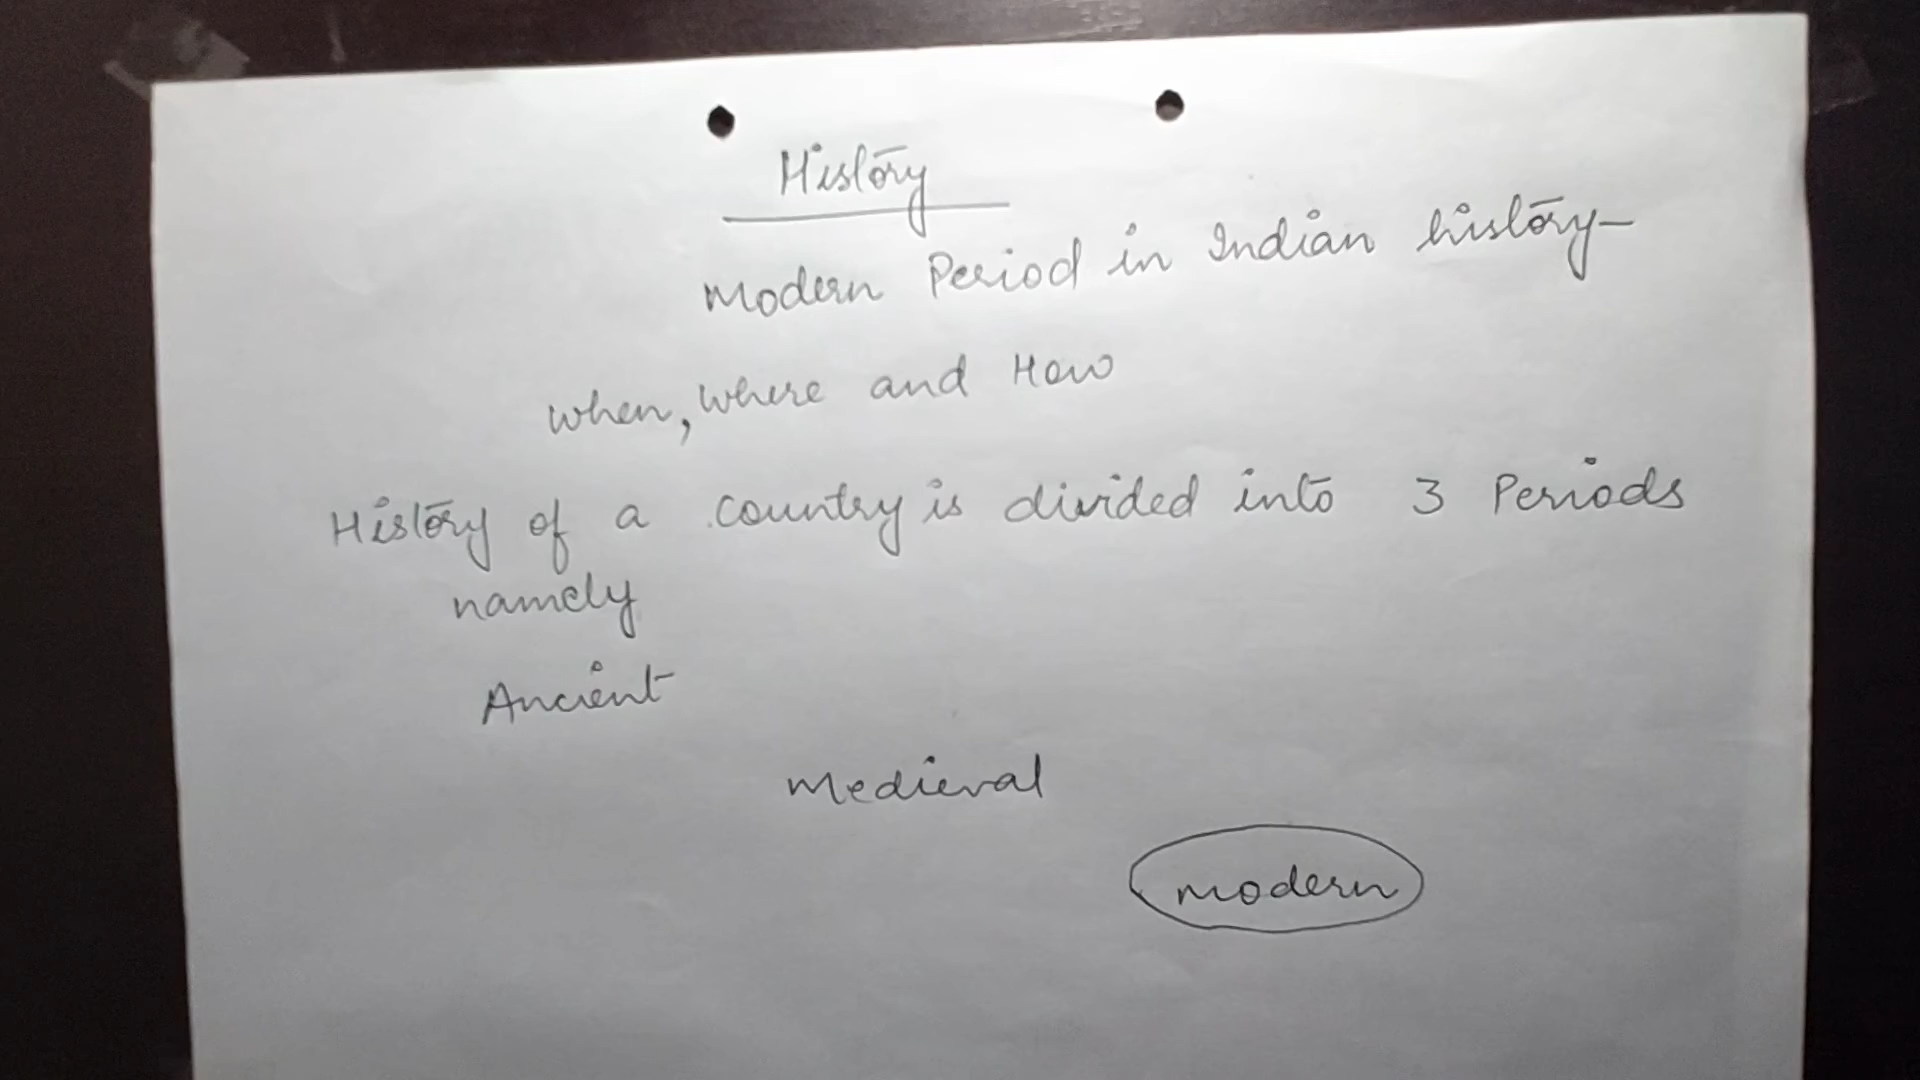 History
Modern Period in Indian history-
When, Where and How
History of a country is divided into 3 Periods
namely
Ancient
Medieval
modern